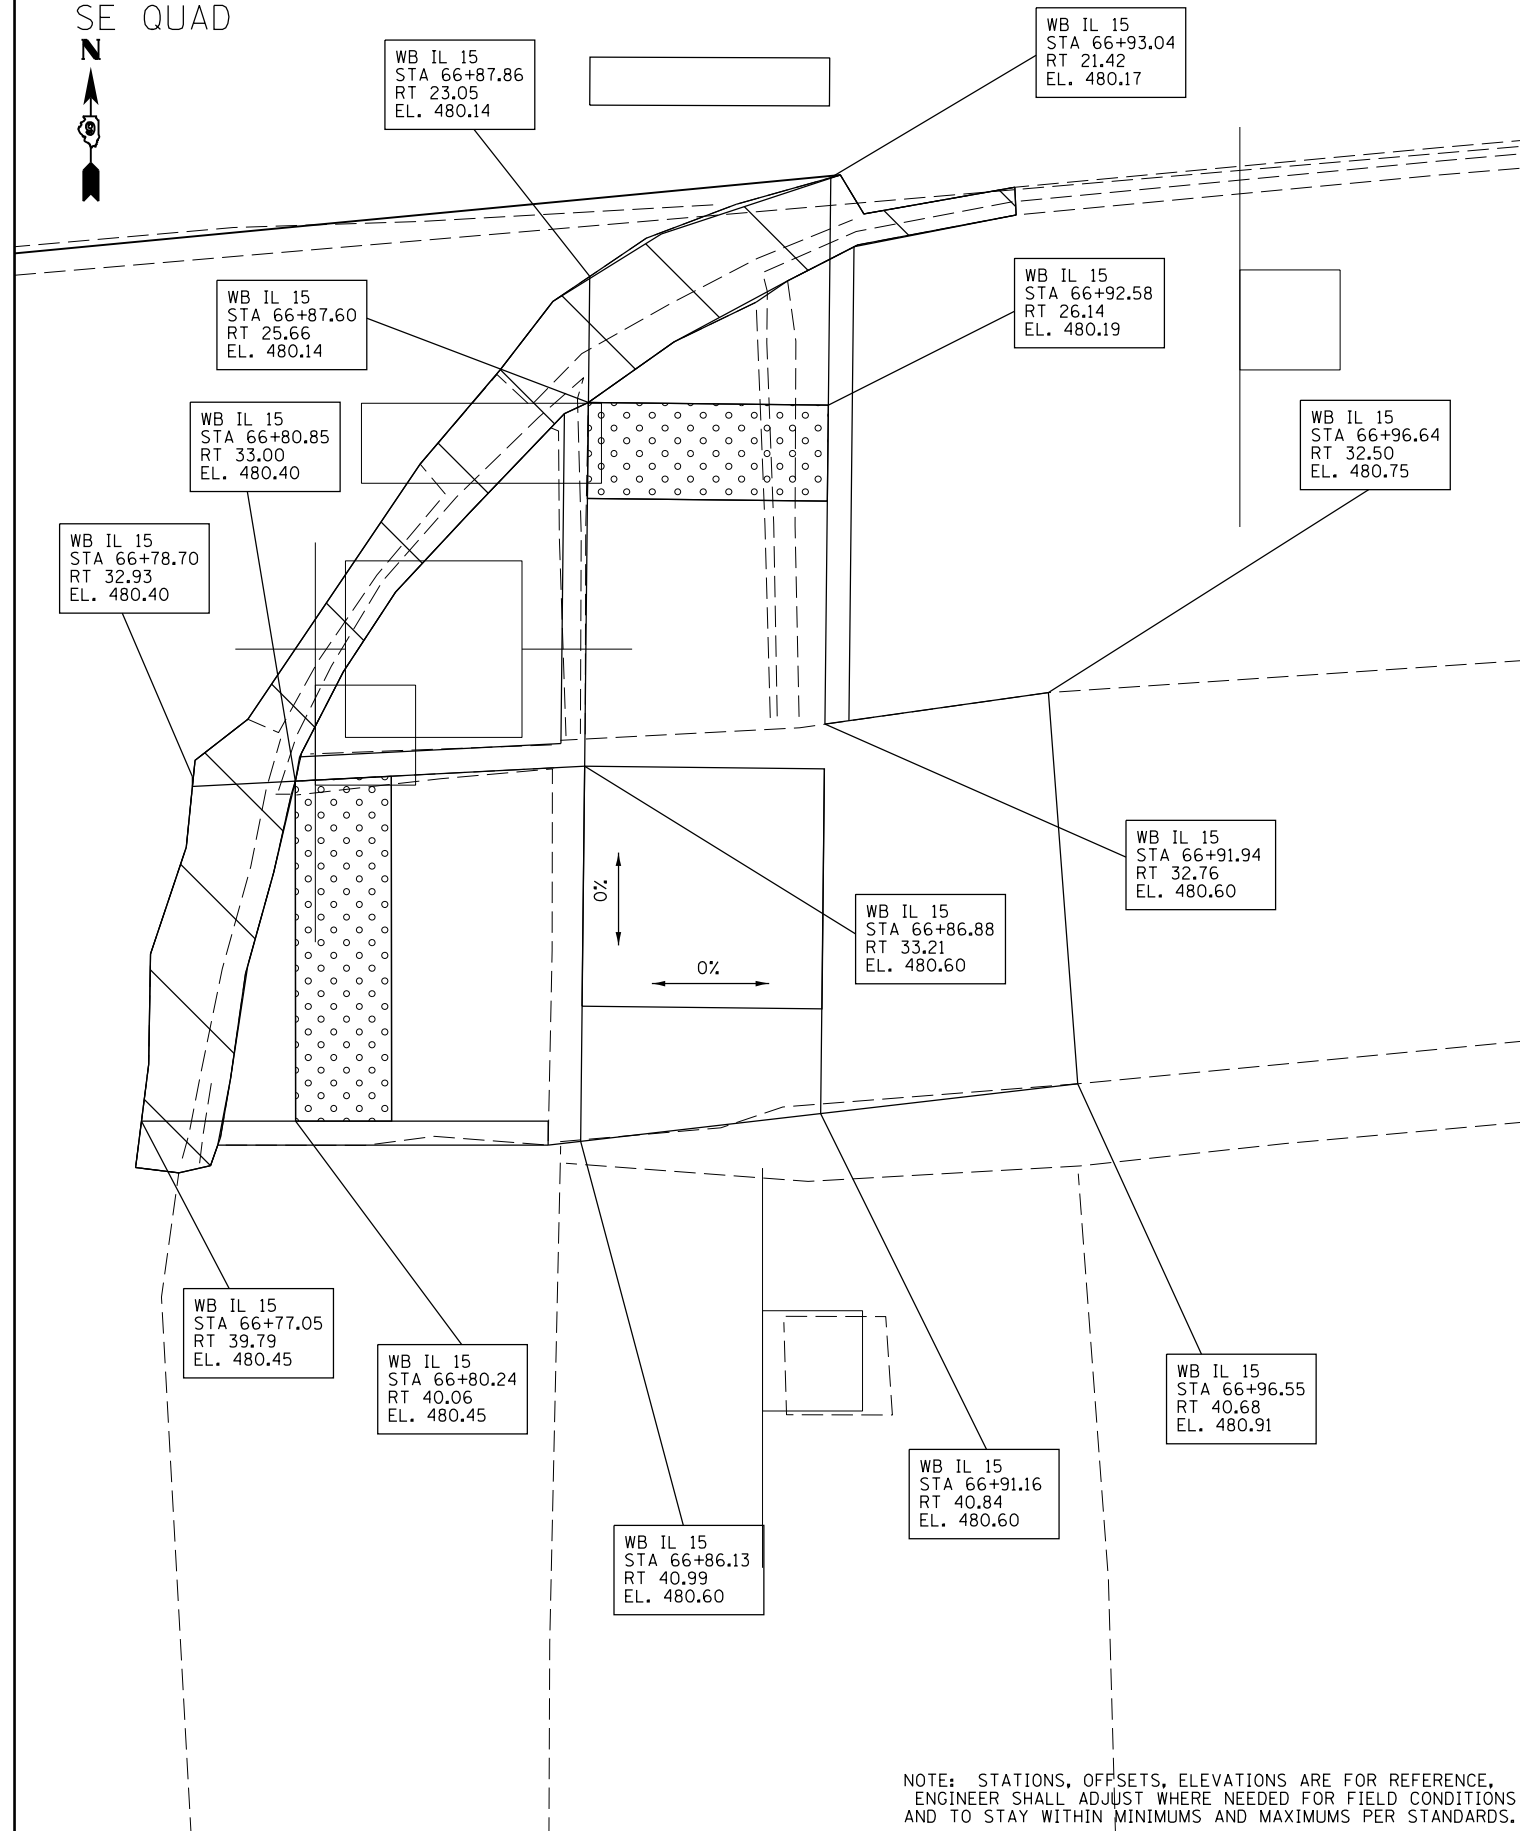 SE QUAD
N
9
WB IL 15
STA 66+87.86
RT 23.05
EL. 480.14
WB IL 15
STA 66+93.04
RT 21.42
EL. 480.17
WB IL 15
STA 66+87.60
RT 25.66
EL. 480.14
WB IL 15
STA 66+92.58
RT 26.14
EL. 480.19
WB IL 15
STA 66+80.85
RT 33.00
EL. 480.40
WB IL 15
STA 66+96.64
RT 32.50
EL. 480.75
WB IL 15
STA 66+78.70
RT 32.93
EL. 480.40
WB IL 15
STA 66+91.94
RT 32.76
EL. 480.60
0%
WB IL 15
STA 66+86.88
RT 33.21
EL. 480.60
0%
WB IL 15
STA 66+77.05
RT 39.79
EL. 480.45
WB IL 15
STA 66+80.24
RT 40.06
EL. 480.45
WB IL 15
STA 66+96.55
RT 40.68
EL. 480.91
WB IL 15
STA 66+91.16
RT 40.84
EL. 480.60
WB IL 15
STA 66+86.13
RT 40.99
EL. 480.60
NOTE: STATIONS, OFFSETS, ELEVATIONS ARE FOR REFERENCE,
ENGINEER SHALL ADJUST WHERE NEEDED FOR FIELD CONDITIONS
AND TO STAY WITHIN MINIMUMS AND MAXIMUMS PER STANDARDS.